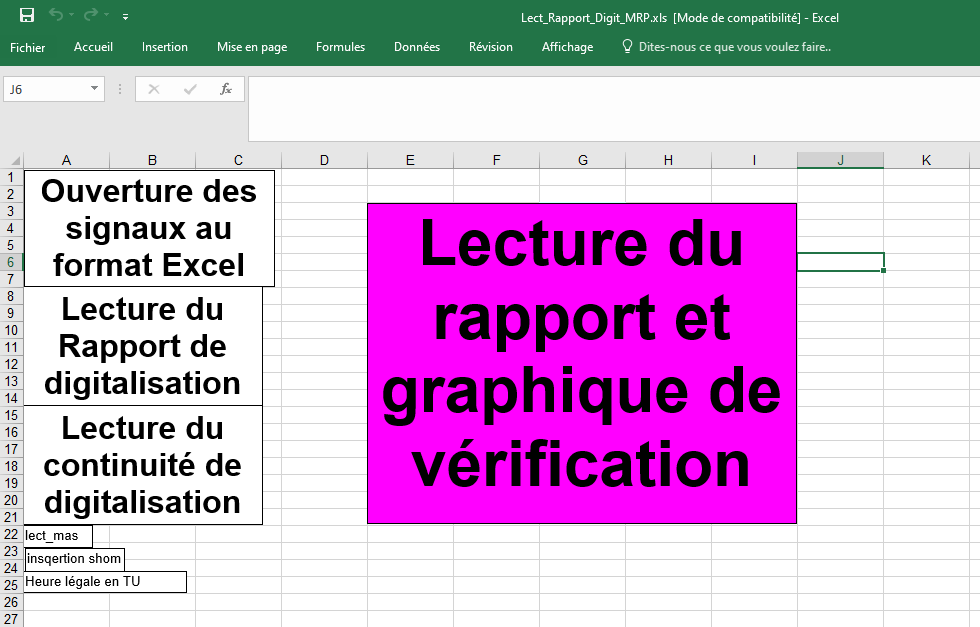 Lect_Rapport_Digit_MRP.xls [Mode de compatibilité] - Excel
Fichier Accueil Insertion Mise en page Formules Données Révision Affichage Dites-nous ce que vous voulez faire..
J6 fx
A B C D E F G H I J K
1
2
3
4
5
6
7
8
9
10
11
12
13
14
15
16
17
18
19
20
21
22
23
24
25
26
27
Ouverture des
signaux au
format Excel
Lecture du
Rapport de
digitalisation
Lecture du
continuité de
digitalisation
lect_mas
insqertion shom
Heure légale en TU
Lecture du
rapport et
graphique de
vérification